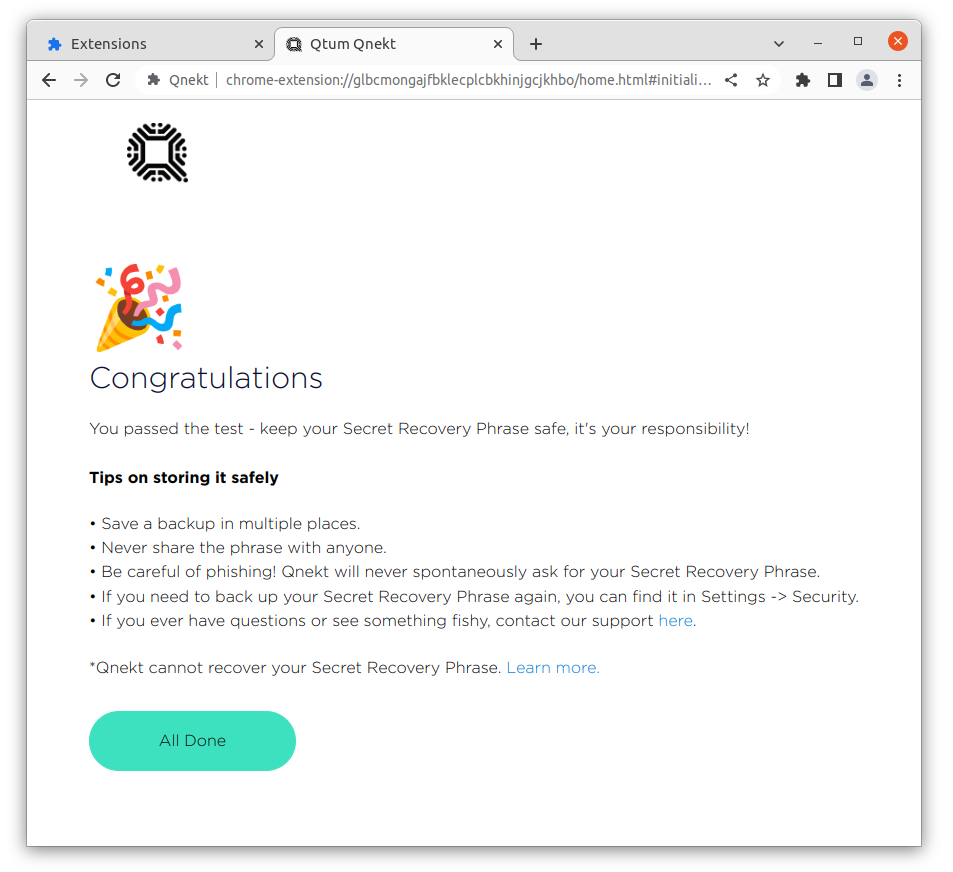 Extensions
Qtum Qnekt
Qnekt
chrome-extension://glbcmongajfbklecplcbkhinjgcjkhbo/home.html#initiali...
Congratulations
You passed the test - keep your Secret Recovery Phrase safe, it's your responsibility!
Tips on storing it safely
• Save a backup in multiple places.
• Never share the phrase with anyone.
• Be careful of phishing! Qnekt will never spontaneously ask for your Secret Recovery Phrase.
• If you need to back up your Secret Recovery Phrase again, you can find it in Settings -> Security.
• If you ever have questions or see something fishy, contact our support here.
*Qnekt cannot recover your Secret Recovery Phrase. Learn more.
All Done